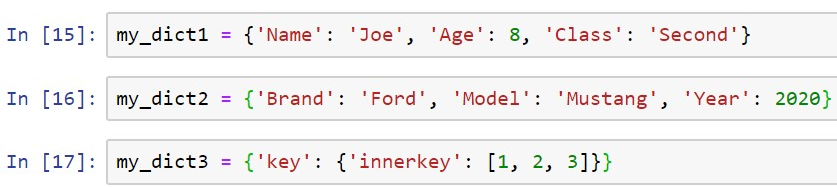 In [15]: my_dict1 = {'Name': 'Joe', 'Age': 8, 'Class': 'Second'}
In [16]: my_dict2 = {'Brand': 'Ford', 'Model': 'Mustang', 'Year': 2020}
In [17]: my_dict3 = {'key': {'innerkey': [1, 2, 3]}}